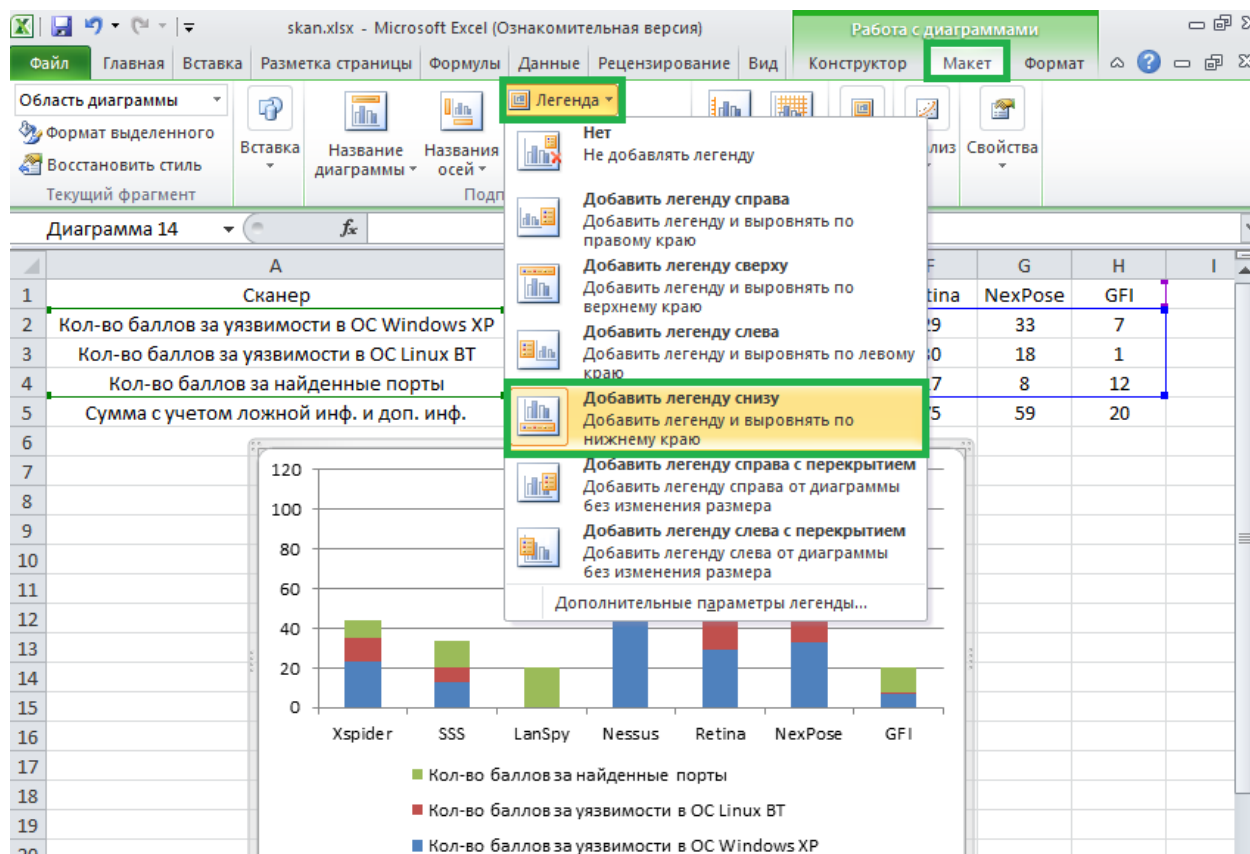 skan.xlsx - Microsoft Excel (Ознакомительная версия)
Работа с диаграммами
Файл Главная Вставка Разметка страницы Формулы Данные Рецензирование Вид Конструктор Макет Формат
Область диаграммы
Формат выделенного
Восстановить стиль
Текущий фрагмент
Вставка
Название
диаграммы
Названия
осей
Легенда
Свойства
Нет
Не добавлять легенду
Добавить легенду справа
Добавить легенду и выровнять по
правому краю
Добавить легенду сверху
Добавить легенду и выровнять по
верхнему краю
Добавить легенду слева
Добавить легенду и выровнять по левому
краю
Добавить легенду снизу
Добавить легенду и выровнять по
нижнему краю
Добавить легенду справа с перекрытием
Добавить легенду справа от диаграммы
без изменения размера
Добавить легенду слева с перекрытием
Добавить легенду слева от диаграммы
без изменения размера
Дополнительные параметры легенды...
Диаграмма 14 fx
A G H I
1 Сканер NexPose GFI
2 Кол-во баллов за уязвимости в ОС Windows XP 33 7
3 Кол-во баллов за уязвимости в ОС Linux BT 18 1
4 Кол-во баллов за найденные порты 8 12
5 Сумма с учетом ложной инф. и доп. инф. 59 20
6
7
8
9
10
11
12
13
14
15
16
17
18
19
120
100
80
60
40
20
0
Xspider SSS LanSpy Nessus Retina NexPose GFI
Кол-во баллов за найденные порты
Кол-во баллов за уязвимости в ОС Linux BT
Кол-во баллов за уязвимости в ОС Windows XP